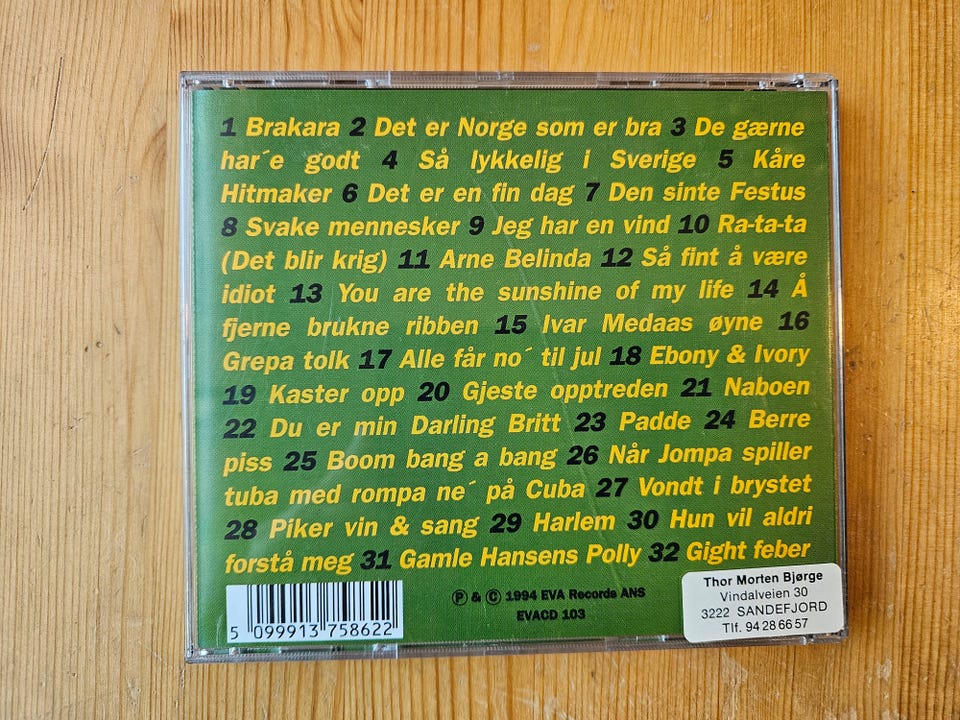 1 Brakara 2 Det er Norge som er bra 3 De gærne
har´e godt 4 Så lykkelig i Sverige 5 Kåre
Hitmaker 6 Det er en fin dag 7 Den sinte Festus
8 Svake mennesker 9 Jeg har en vind 10 Ra-ta-ta
(Det blir krig) 11 Arne Belinda 12 Så fint å være
idiot 13 You are the sunshine of my life 14 Å
fjerne brukne ribben 15 Ivar Medaas øyne 16
Grepa tolk 17 Alle får no´ til jul 18 Ebony & Ivory
19 Kaster opp 20 Gjeste opptreden 21 Naboen
22 Du er min Darling Britt 23 Padde 24 Berre
piss 25 Boom bang a bang 26 Når Jompa spiller
tuba med rompa ne´ på Cuba 27 Vondt i brystet
28 Piker vin & sang 29 Harlem 30 Hun vil aldri
forstå meg 31 Gamle Hansens Polly 32 Gight feber
5 099913 758622
Ⓟ & © 1994 EVA Records ANS
EVACD 103
Thor Morten Bjørge
Vindalveien 30
3222 SANDEFJORD
Tlf. 94 28 66 57